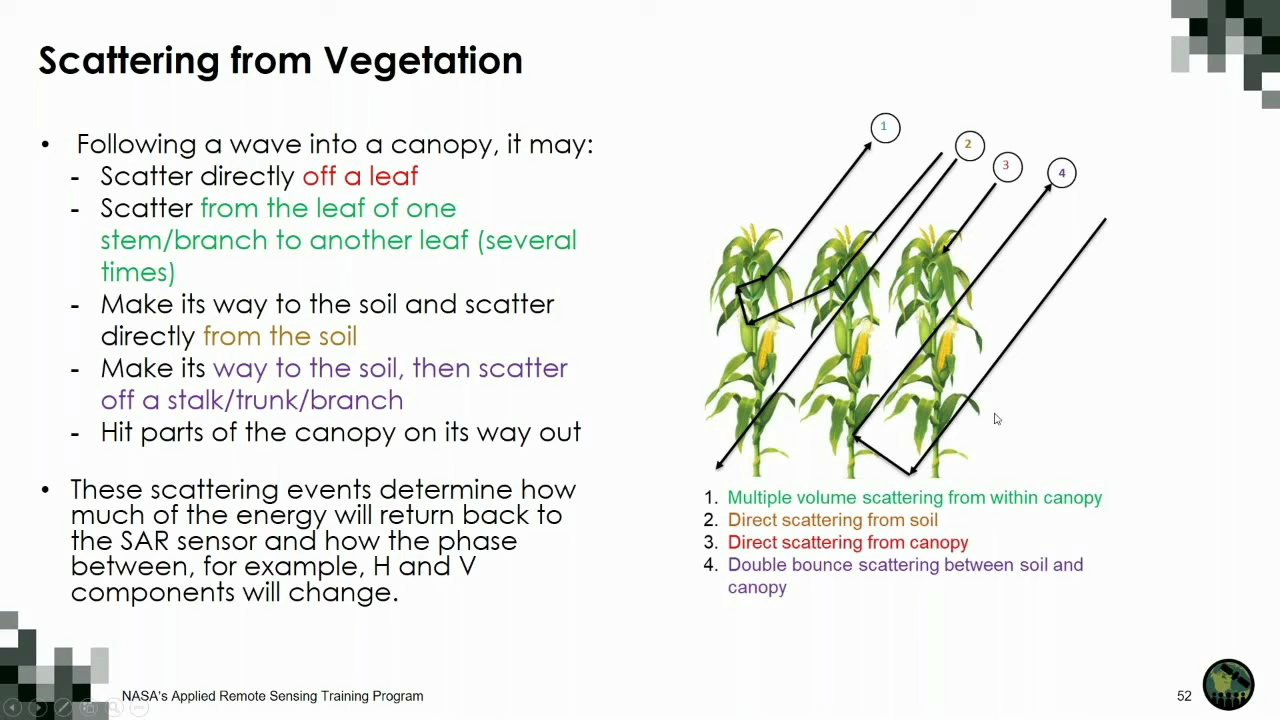 Scattering from Vegetation
• Following a wave into a canopy, it may:
- Scatter directly off a leaf
- Scatter from the leaf of one
stem/branch to another leaf (several
times)
- Make its way to the soil and scatter
directly from the soil
- Make its way to the soil, then scatter
off a stalk/trunk/branch
- Hit parts of the canopy on its way out
• These scattering events determine how
much of the energy will return back to
the SAR sensor and how the phase
between, for example, H and V
components will change.
1
2
3
4
1. Multiple volume scattering from within canopy
2. Direct scattering from soil
3. Direct scattering from canopy
4. Double bounce scattering between soil and
canopy
NASA's Applied Remote Sensing Training Program
52